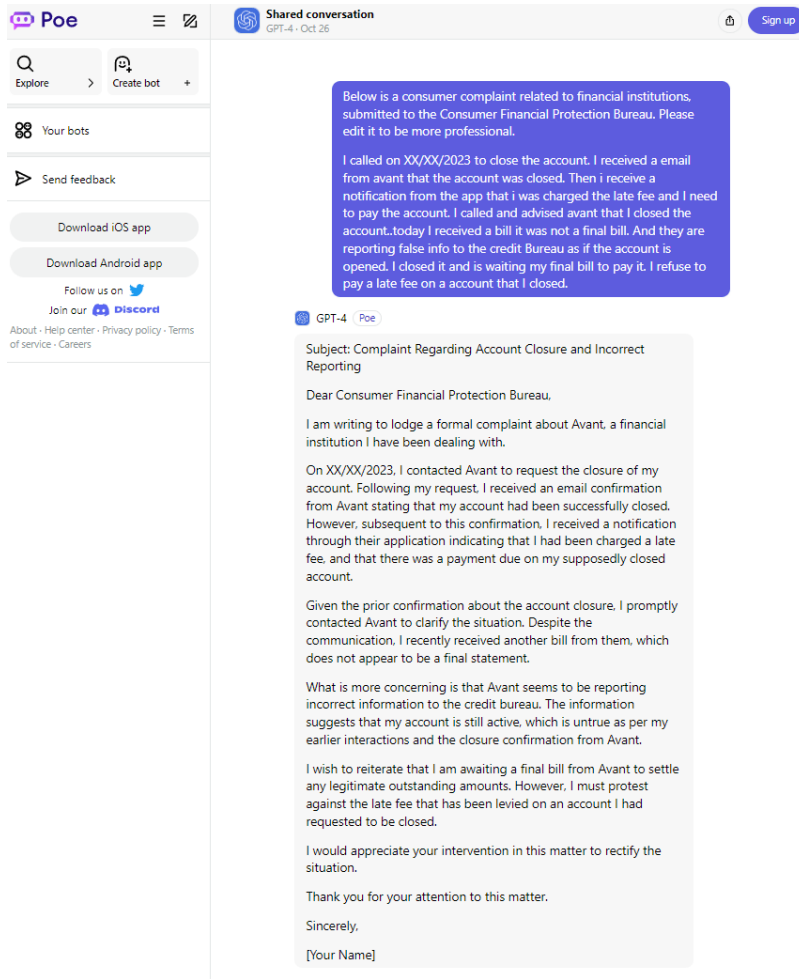 Poe
Shared conversation
GPT-4 · Oct 26
Sign up
Explore
Create bot +
Your bots
Send feedback
Download iOS app
Download Android app
Follow us on
Join our Discord
About · Help center · Privacy policy · Terms
of service · Careers
Below is a consumer complaint related to financial institutions,
submitted to the Consumer Financial Protection Bureau. Please
edit it to be more professional.
I called on XX/XX/2023 to close the account. I received a email
from avant that the account was closed. Then i receive a
notification from the app that i was charged the late fee and I need
to pay the account. I called and advised avant that I closed the
account..today I received a bill it was not a final bill. And they are
reporting false info to the credit Bureau as if the account is
opened. I closed it and is waiting my final bill to pay it. I refuse to
pay a late fee on a account that I closed.
GPT-4 Poe
Subject: Complaint Regarding Account Closure and Incorrect
Reporting
Dear Consumer Financial Protection Bureau,
I am writing to lodge a formal complaint about Avant, a financial
institution I have been dealing with.
On XX/XX/2023, I contacted Avant to request the closure of my
account. Following my request, I received an email confirmation
from Avant stating that my account had been successfully closed.
However, subsequent to this confirmation, I received a notification
through their application indicating that I had been charged a late
fee, and that there was a payment due on my supposedly closed
account.
Given the prior confirmation about the account closure, I promptly
contacted Avant to clarify the situation. Despite the
communication, I recently received another bill from them, which
does not appear to be a final statement.
What is more concerning is that Avant seems to be reporting
incorrect information to the credit bureau. The information
suggests that my account is still active, which is untrue as per my
earlier interactions and the closure confirmation from Avant.
I wish to reiterate that I am awaiting a final bill from Avant to settle
any legitimate outstanding amounts. However, I must protest
against the late fee that has been levied on an account I had
requested to be closed.
I would appreciate your intervention in this matter to rectify the
situation.
Thank you for your attention to this matter.
Sincerely,
[Your Name]